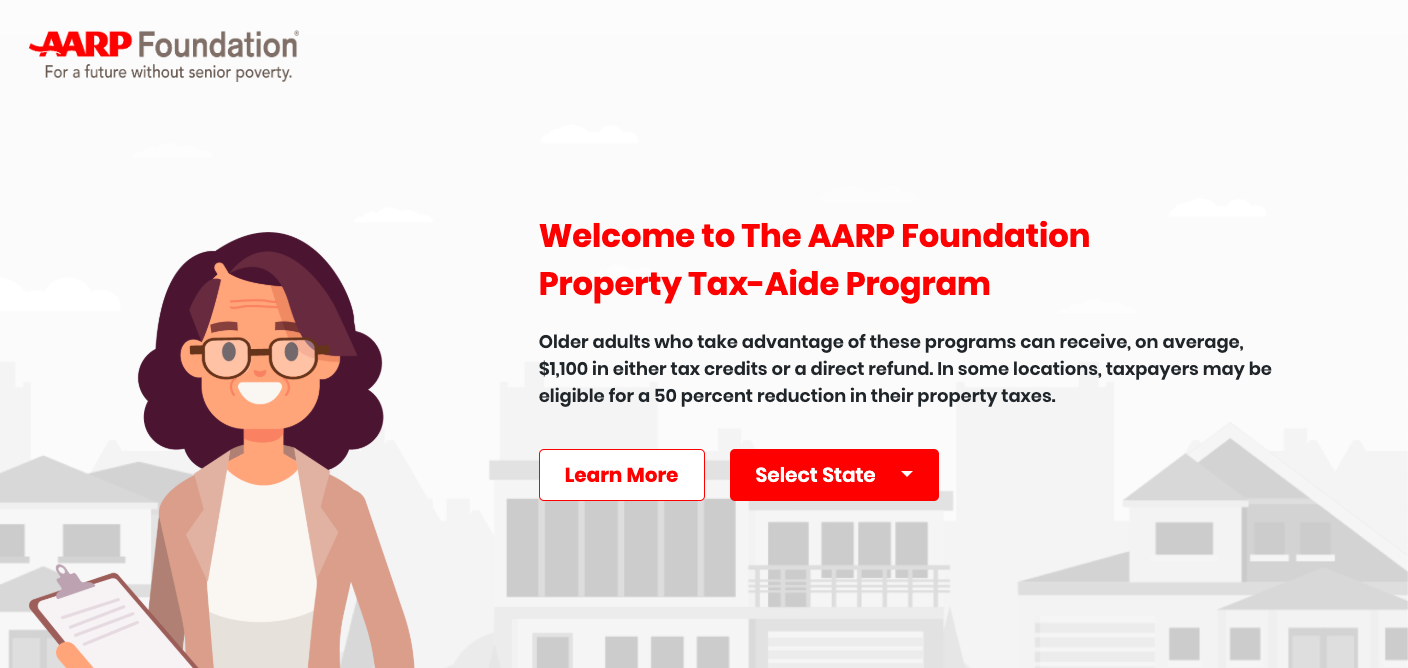 AARP Foundation®
For a future without senior poverty.
Welcome to The AARP Foundation
Property Tax-Aide Program
Older adults who take advantage of these programs can receive, on average,
$1,100 in either tax credits or a direct refund. In some locations, taxpayers may be
eligible for a 50 percent reduction in their property taxes.
Learn More
Select State